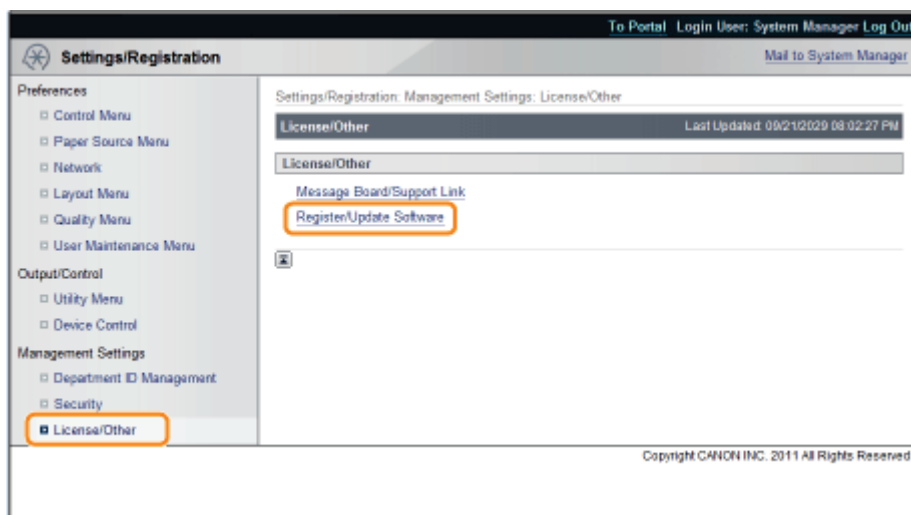 To Portal Login User: System Manager Log Out
Settings/Registration
Mail to System Manager
Preferences
Control Menu
Paper Source Menu
Network
Layout Menu
Quality Menu
User Maintenance Menu
Output/Control
Utility Menu
Device Control
Management Settings
Department ID Management
Security
License/Other
Settings/Registration: Management Settings: License/Other
License/Other
Last Updated: 09/21/2029 08:02:27 PM
License/Other
Message Board/Support Link
Register/Update Software
Copyright CANON INC. 2011 All Rights Reserved